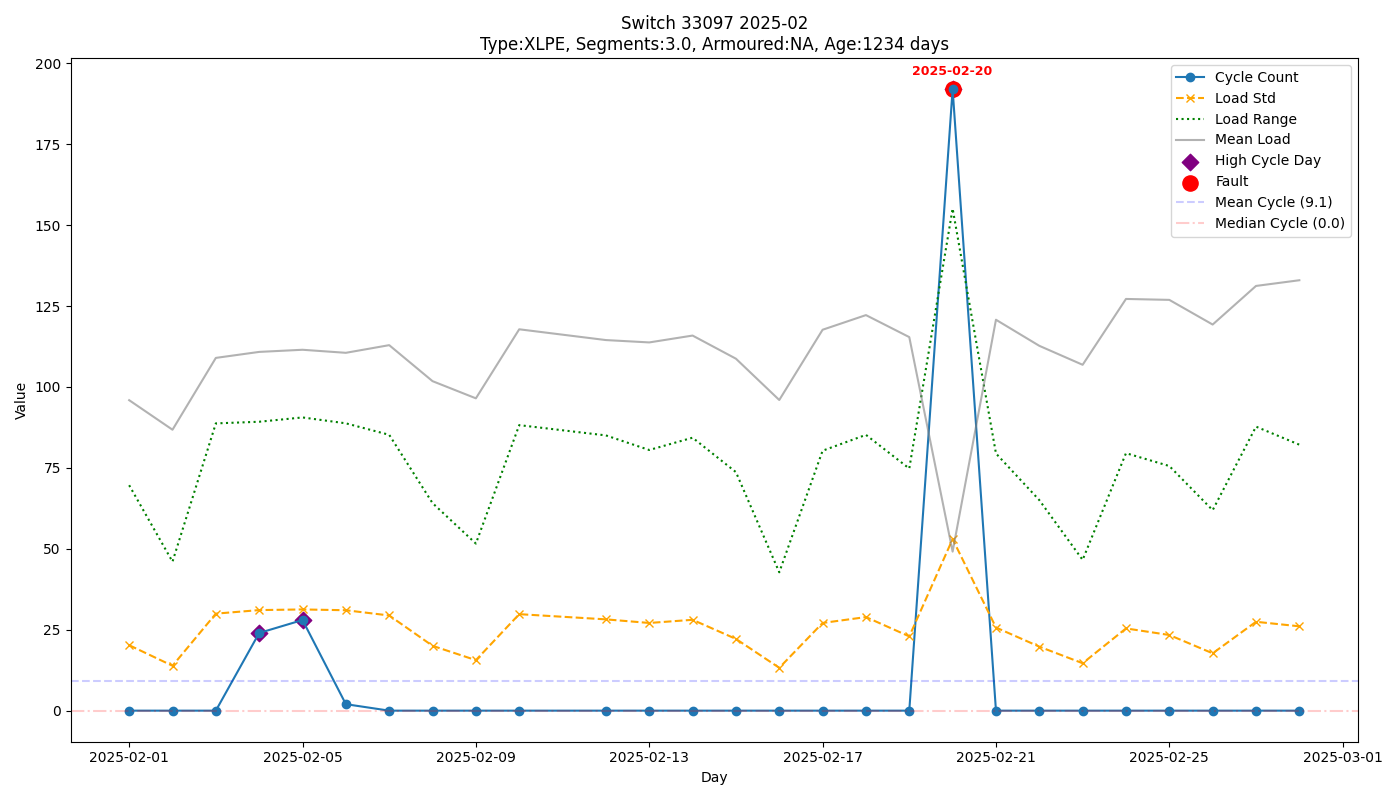 Switch 33097 2025-02
Type:XLPE, Segments:3.0, Armoured:NA, Age:1234 days
200
175
150
125
100
75
50
25
0
Value
2025-02-20
Cycle Count
Load Std
Load Range
Mean Load
High Cycle Day
Fault
Mean Cycle (9.1)
Median Cycle (0.0)
2025-02-01
2025-02-05
2025-02-09
2025-02-13
2025-02-17
2025-02-21
2025-02-25
2025-03-01
Day